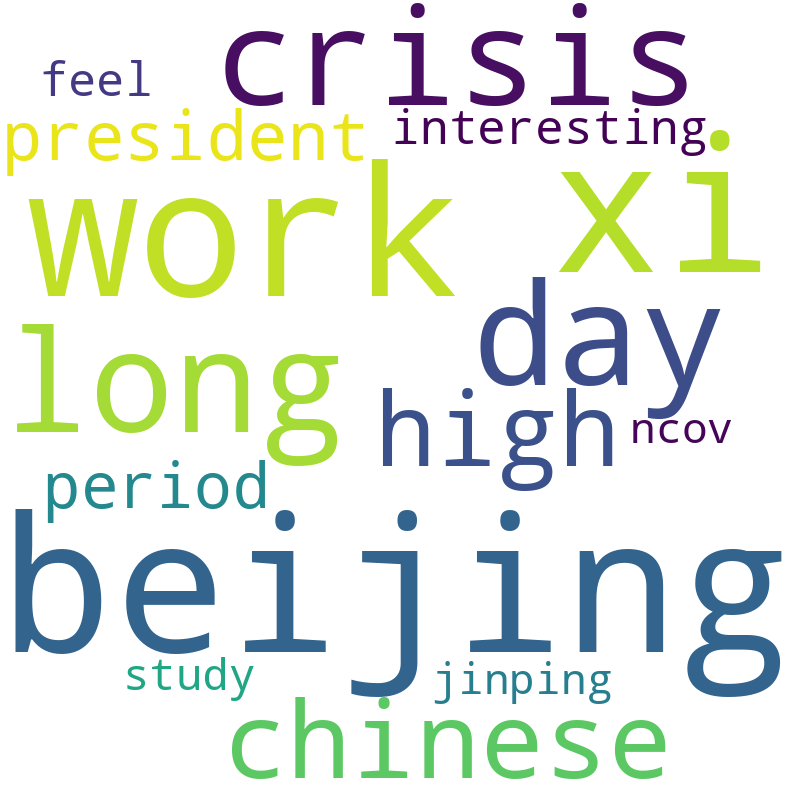 crisis
feel
president
interesting
work
xi
day
long
high
ncov
period
beijing
study
jinping
chinese